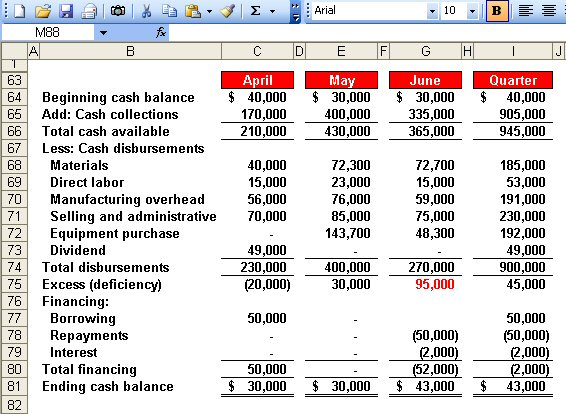 Arial 10 B
M88 fx
A B C D E F G H I J
63 April May June Quarter
64 Beginning cash balance $ 40,000 $ 30,000 $ 30,000 $ 40,000
65 Add: Cash collections 170,000 400,000 335,000 905,000
66 Total cash available 210,000 430,000 365,000 945,000
67 Less: Cash disbursements
68 Materials 40,000 72,300 72,700 185,000
69 Direct labor 15,000 23,000 15,000 53,000
70 Manufacturing overhead 56,000 76,000 59,000 191,000
71 Selling and administrative 70,000 85,000 75,000 230,000
72 Equipment purchase - 143,700 48,300 192,000
73 Dividend 49,000 - - 49,000
74 Total disbursements 230,000 400,000 270,000 900,000
75 Excess (deficiency) (20,000) 30,000 95,000 45,000
76 Financing:
77 Borrowing 50,000 - 50,000
78 Repayments - - (50,000) (50,000)
79 Interest - - (2,000) (2,000)
80 Total financing 50,000 - (52,000) (2,000)
81 Ending cash balance $ 30,000 $ 30,000 $ 43,000 $ 43,000
82